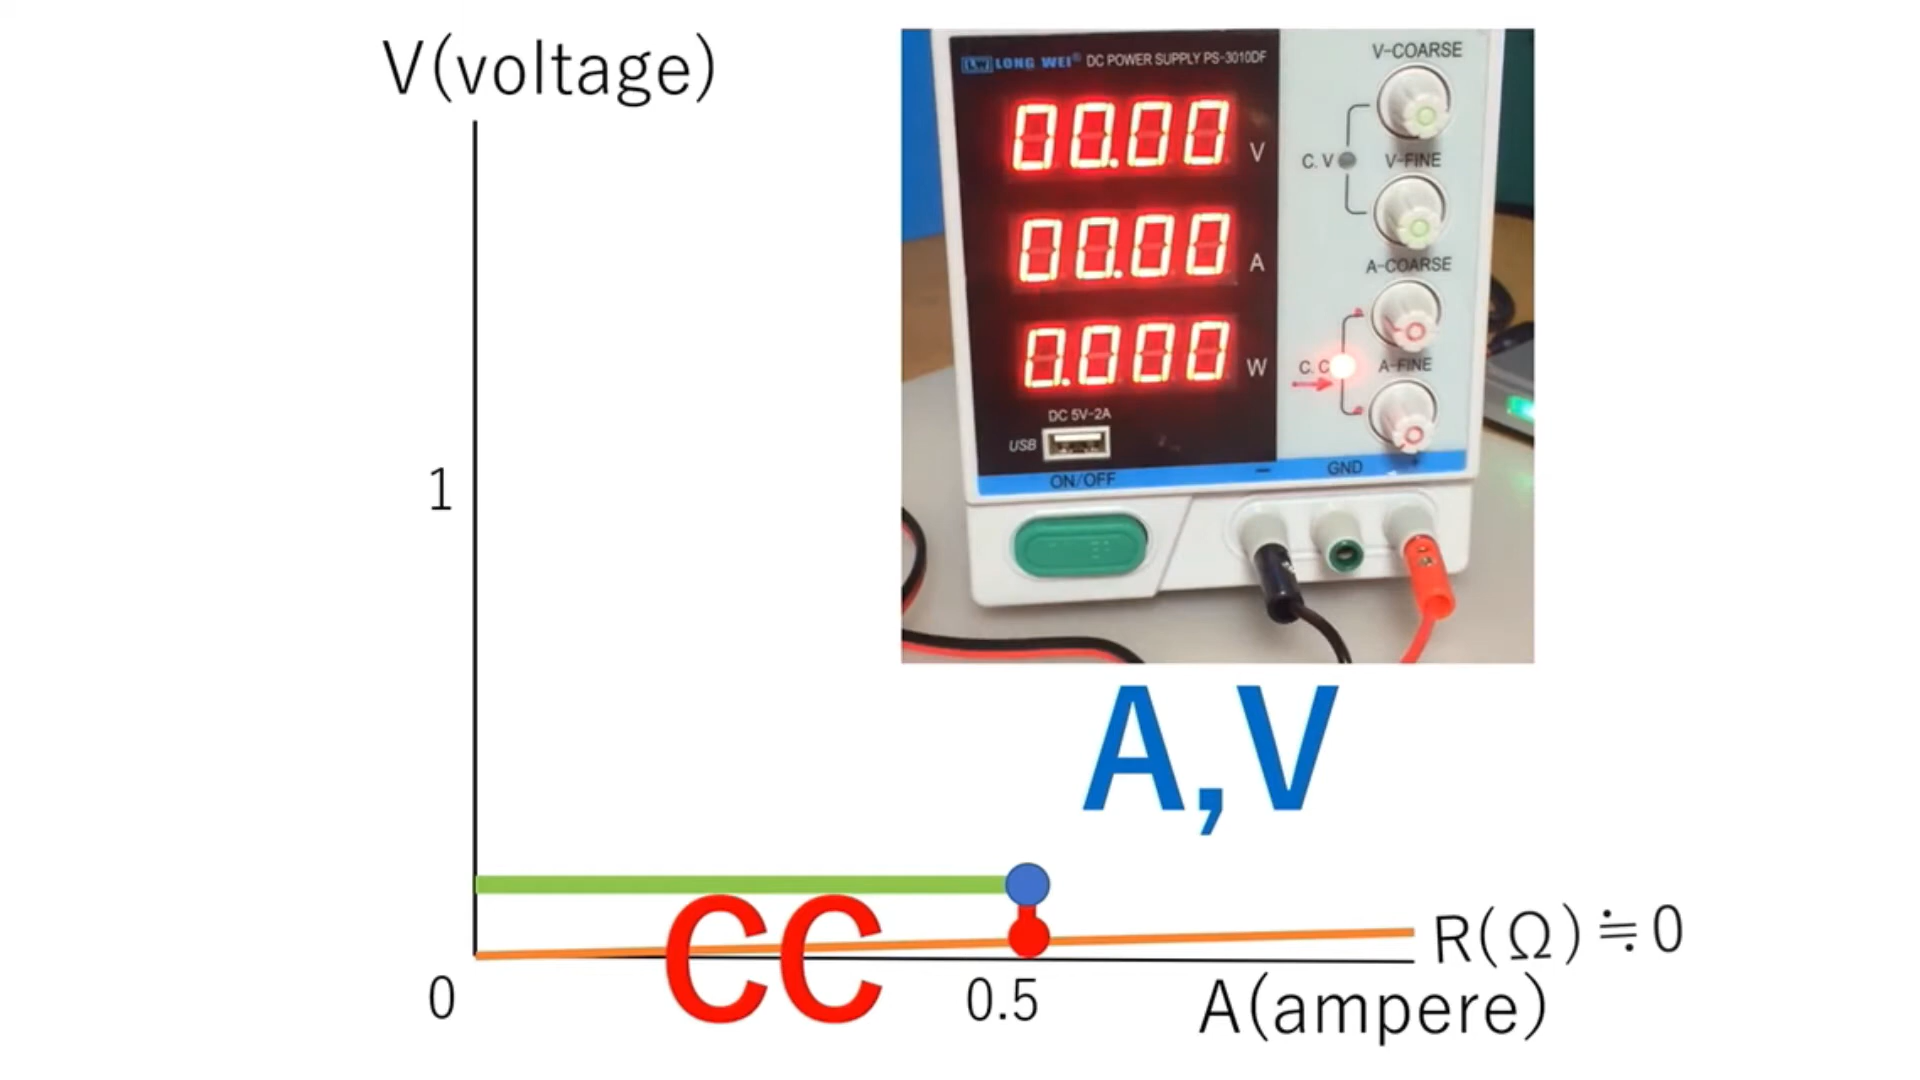 V(voltage)
LW LONG WEI® DC POWER SUPPLY PS-3010DF
00.00 V
00.00 A
0.000 W
V-COARSE
C.V
V-FINE
A-COARSE
C.C
A-FINE
DC 5V-2A
USB
ON/OFF
− GND +
1
A,V
CC
R(Ω)≒0
0
0.5
A(ampere)